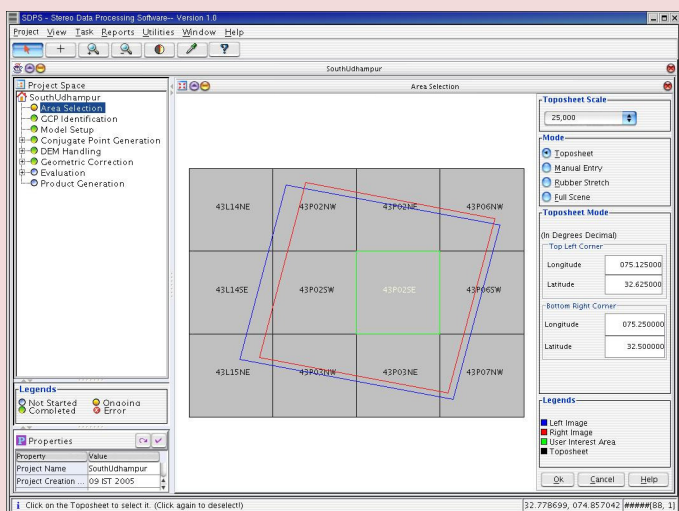 SDPS - Stereo Data Processing Software-- Version 1.0
Project View Task Reports Utilities Window Help
SouthUdhampur
Project Space
SouthUdhampur
Area Selection
GCP Identification
Model Setup
Conjugate Point Generation
DEM Handling
Geometric Correction
Evaluation
Product Generation
Legends
Not Started Ongoing
Completed Error
Properties
Property Value
Project Name SouthUdhampur
Project Creation ... 09 IST 2005
Area Selection
43L14NE 43P02NW 43P02NE 43P06NW
43L14SE 43P02SW 43P02SE 43P06SW
43L15NE 43P03NW 43P03NE 43P07NW
Toposheet Scale
25,000
Mode
Toposheet
Manual Entry
Rubber Stretch
Full Scene
Toposheet Mode
(In Degrees Decimal)
Top Left Corner
Longitude 075.125000
Latitude 32.625000
Bottom Right Corner
Longitude 075.250000
Latitude 32.500000
Legends
Left Image
Right Image
User Interest Area
Toposheet
Ok Cancel Help
Click on the Toposheet to select it. (Click again to deselect!)
32.778699, 074.857042 #####[88, 1]